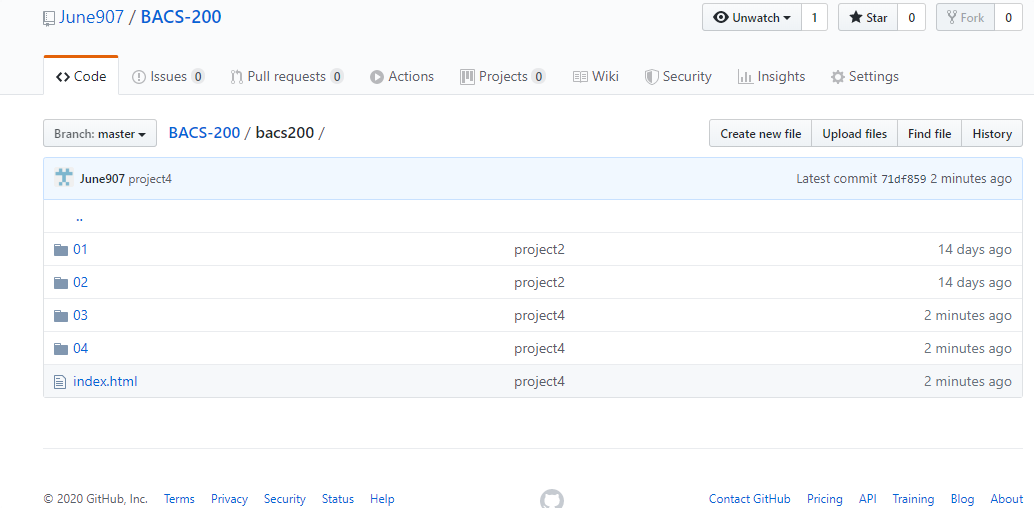 June907 / BACS-200
Unwatch 1 Star 0 Fork 0
Code Issues 0 Pull requests 0 Actions Projects 0 Wiki Security Insights Settings
Branch: master BACS-200 / bacs200 / Create new file Upload files Find file History
June907 project4 Latest commit 71df859 2 minutes ago
..
01 project2 14 days ago
02 project2 14 days ago
03 project4 2 minutes ago
04 project4 2 minutes ago
index.html project4 2 minutes ago
© 2020 GitHub, Inc. Terms Privacy Security Status Help Contact GitHub Pricing API Training Blog About